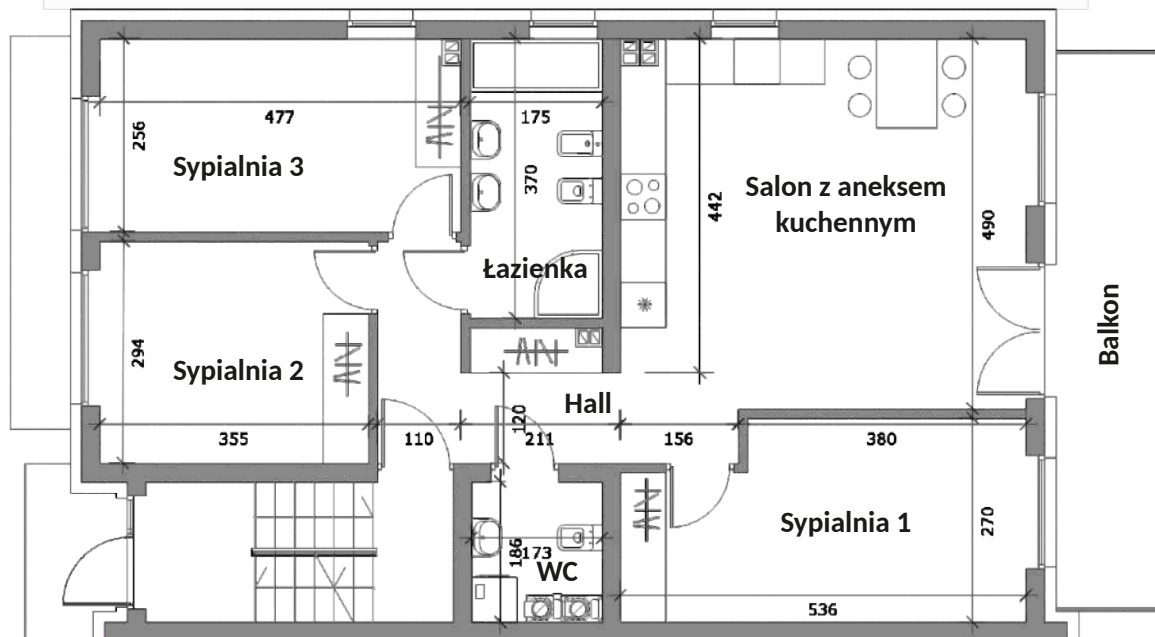 477
175
256
Sypialnia 3
370
442
Salon z aneksem
kuchennym
490
Łazienka
Balkon
294
Sypialnia 2
Hall
120
355
110
211
156
380
Sypialnia 1
270
186
173
WC
536